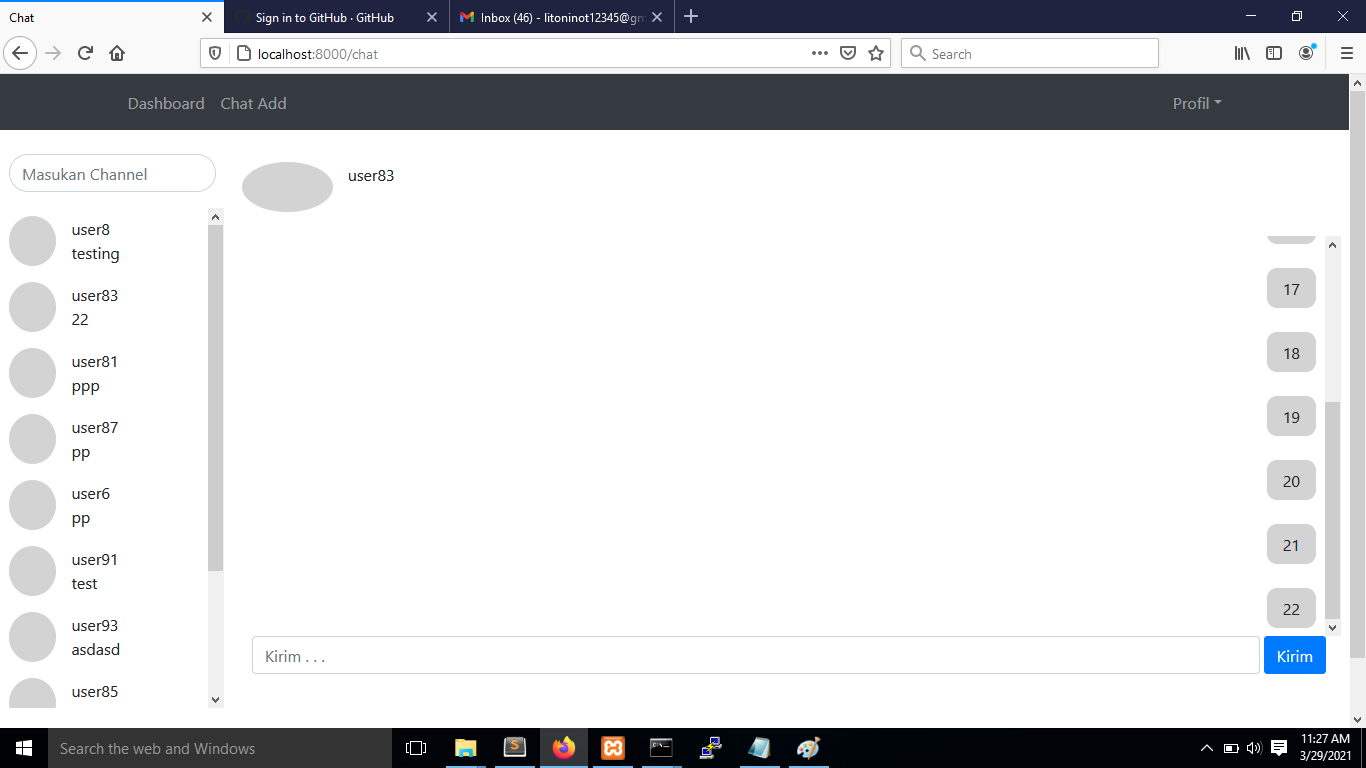 Chat
Sign in to GitHub · GitHub
Inbox (46) - litoninot12345@gm
localhost:8000/chat
Search
Dashboard
Chat Add
Profil
Masukan Channel
user8
testing
user83
22
user81
ppp
user87
pp
user6
pp
user91
test
user93
asdasd
user85
user83
17
18
19
20
21
22
Kirim . . .
Kirim
Search the web and Windows
11:27 AM
3/29/2021